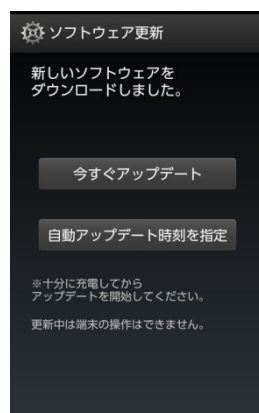 ソフトウェア更新
新しいソフトウェアを
ダウンロードしました。
今すぐアップデート
自動アップデート時刻を指定
※十分に充電してから
アップデートを開始してください。
更新中は端末の操作はできません。